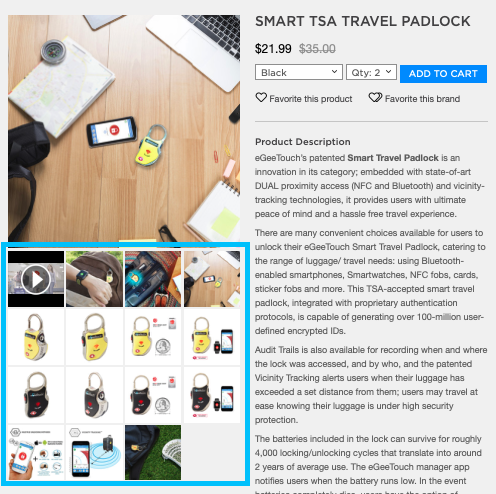 SMART TSA TRAVEL PADLOCK
$21.99 $35.00
Black Qty: 2 ADD TO CART
Favorite this product Favorite this brand
Product Description
eGeeTouch's patented Smart Travel Padlock is an
innovation in its category; embedded with state-of-art
DUAL proximity access (NFC and Bluetooth) and vicinity-
tracking technologies, it provides users with ultimate
peace of mind and a hassle free travel experience.
There are many convenient choices available for users to
unlock their eGeeTouch Smart Travel Padlock, catering to
the range of luggage/ travel needs: using Bluetooth-
enabled smartphones, Smartwatches, NFC fobs, cards,
sticker fobs and more. This TSA-accepted smart travel
padlock, integrated with proprietary authentication
protocols, is capable of generating over 100-million user-
defined encrypted IDs.
Audit Trails is also available for recording when and where
the lock was accessed, and by who, and the patented
Vicinity Tracking alerts users when their luggage has
exceeded a set distance from them; users may travel at
ease knowing their luggage is under high security
protection.
The batteries included in the lock can survive for roughly
4,000 locking/unlocking cycles that translate into around
2 years of average use. The eGeeTouch manager app
notifies users when the battery runs low. In the event